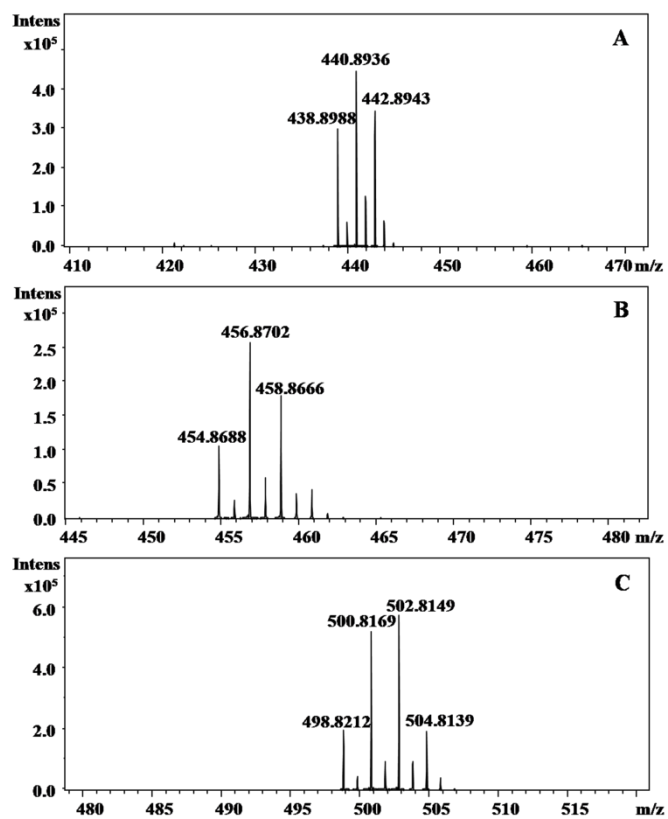 Intens
x10⁵
A
440.8936
442.8943
438.8988
4.0
3.0
2.0
1.0
0.0
410 420 430 440 450 460 470 m/z
Intens
x10⁵
B
456.8702
458.8666
454.8688
2.5
2.0
1.5
1.0
0.5
0.0
445 450 455 460 465 470 475 480 m/z
Intens
x10⁵
C
502.8149
500.8169
498.8212
504.8139
6.0
4.0
2.0
0.0
480 485 490 495 500 505 510 515 m/z